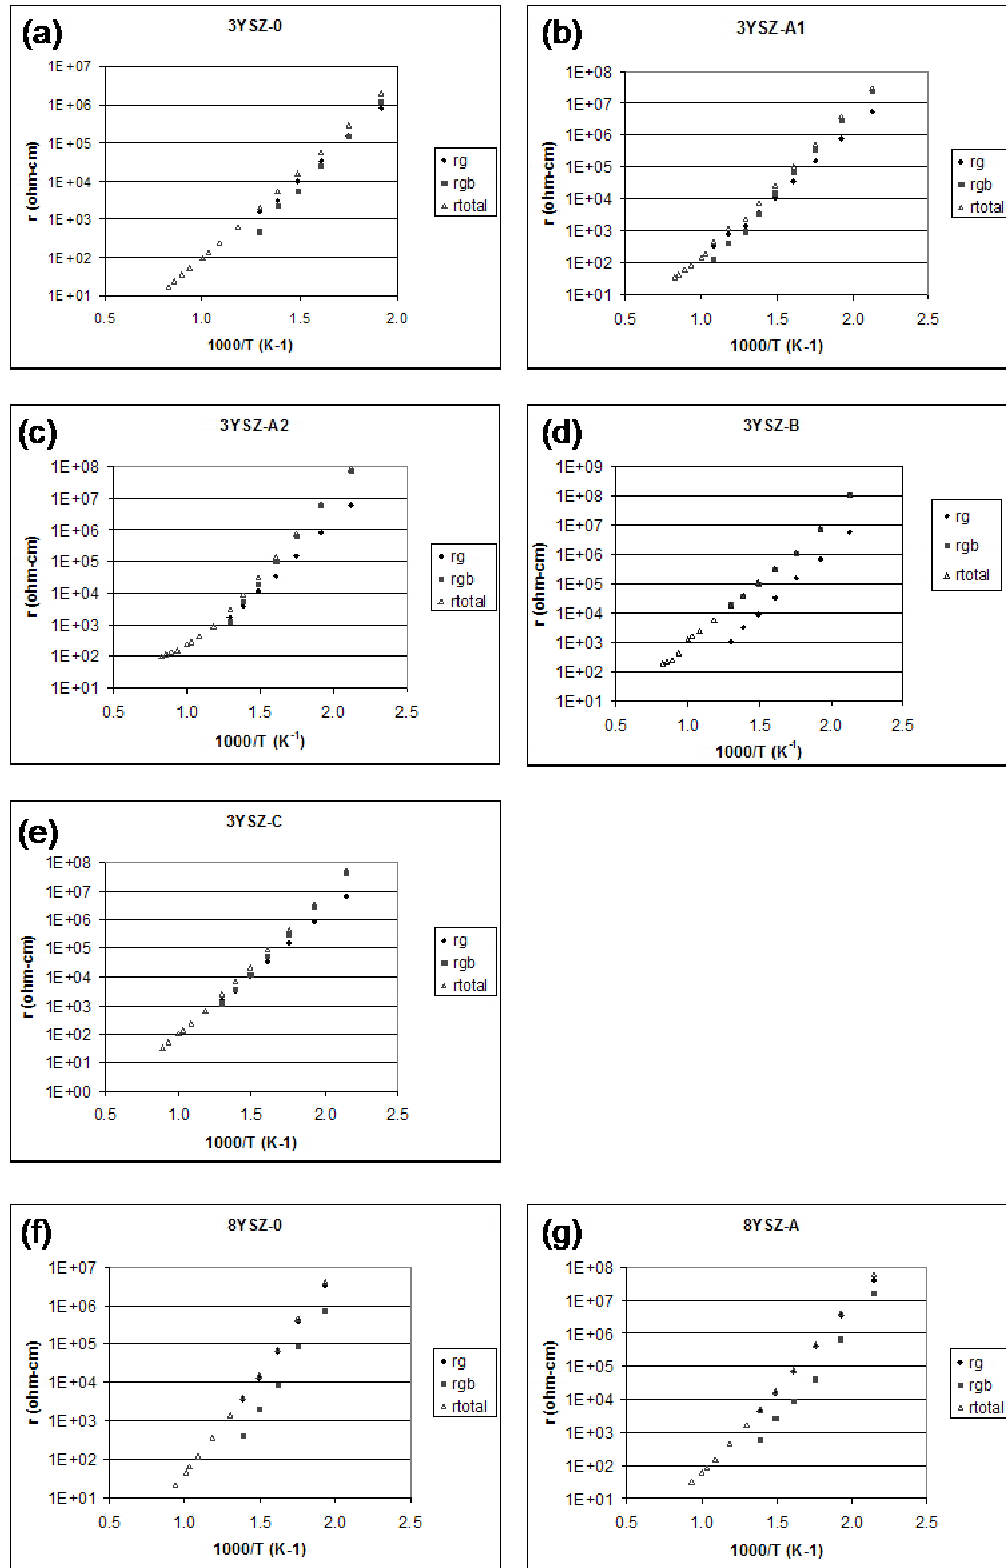 (a)
3YSZ-0
1E+07
1E+06
1E+05
1E+04
1E+03
1E+02
1E+01
r (ohm-cm)
0.5 1.0 1.5 2.0
1000/T (K-1)
rg
rgb
rtotal
(b)
3YSZ-A1
1E+08
1E+07
1E+06
1E+05
1E+04
1E+03
1E+02
1E+01
r (ohm-cm)
0.5 1.0 1.5 2.0 2.5
1000/T (K-1)
rg
rgb
rtotal
(c)
3YSZ-A2
1E+08
1E+07
1E+06
1E+05
1E+04
1E+03
1E+02
1E+01
r (ohm-cm)
0.5 1.0 1.5 2.0 2.5
1000/T (K⁻¹)
rg
rgb
rtotal
(d)
3YSZ-B
1E+09
1E+08
1E+07
1E+06
1E+05
1E+04
1E+03
1E+02
1E+01
r (ohm-cm)
0.5 1.0 1.5 2.0 2.5
1000/T (K⁻¹)
rg
rgb
rtotal
(e)
3YSZ-C
1E+08
1E+07
1E+06
1E+05
1E+04
1E+03
1E+02
1E+01
1E+00
r (ohm-cm)
0.5 1.0 1.5 2.0 2.5
1000/T (K-1)
rg
rgb
rtotal
(f)
8YSZ-0
1E+07
1E+06
1E+05
1E+04
1E+03
1E+02
1E+01
r (ohm-cm)
0.5 1.0 1.5 2.0 2.5
1000/T (K-1)
rg
rgb
rtotal
(g)
8YSZ-A
1E+08
1E+07
1E+06
1E+05
1E+04
1E+03
1E+02
1E+01
r (ohm-cm)
0.5 1.0 1.5 2.0 2.5
1000/T (K-1)
rg
rgb
rtotal